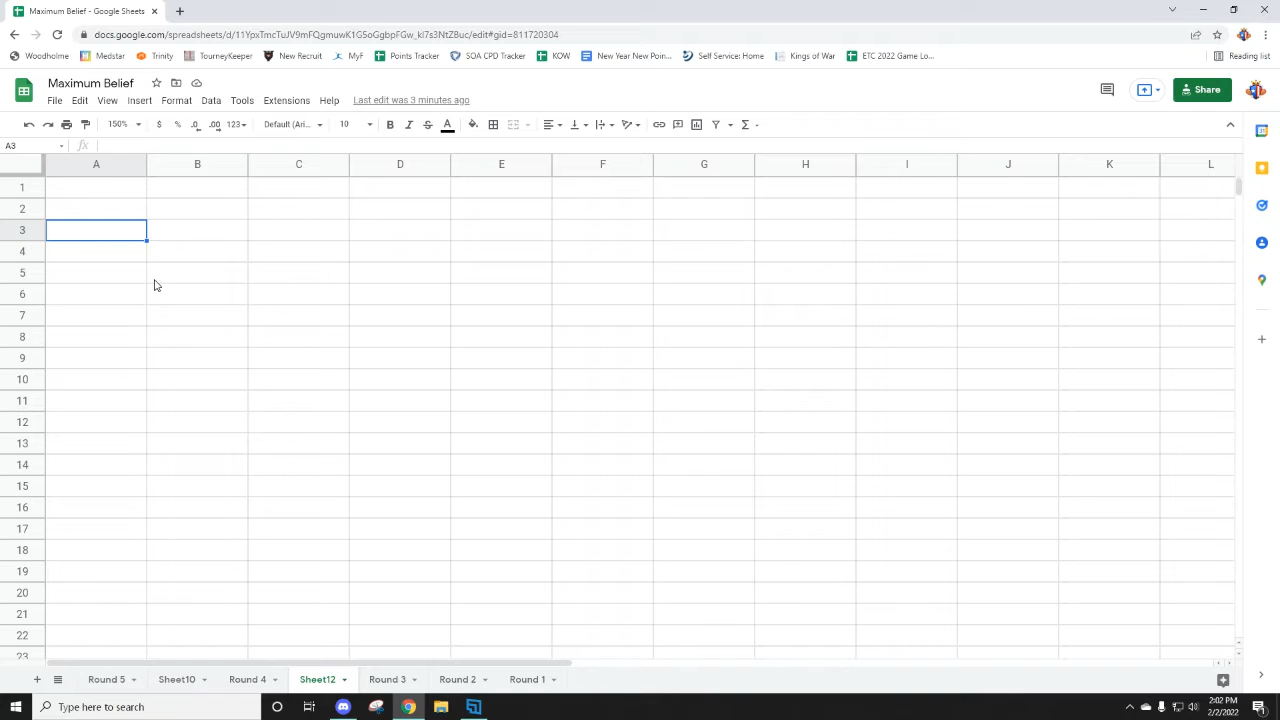 Maximum Belief - Google Sheets
docs.google.com/spreadsheets/d/11YpxTmcTuJV9mFQgmuwK1G5oGgbpFGw_kl7s3NtZBuc/edit#gid=811720304
Woodholme Medstar Trinity TourneyKeeper New Recruit MyF Points Tracker SOA CPD Tracker KOW New Year New Poin... Self Service: Home Kings of War ETC 2022 Game Lo... Reading list
Maximum Belief
File Edit View Insert Format Data Tools Extensions Help Last edit was 3 minutes ago
Share
150% $ % .0 .00 123 Default (Ari... 10 B I S A
A3 fx
A B C D E F G H I J K L
1
2
3
4
5
6
7
8
9
10
11
12
13
14
15
16
17
18
19
20
21
22
23
Round 5 Sheet10 Round 4 Sheet12 Round 3 Round 2 Round 1
Type here to search
2:02 PM
2/2/2022